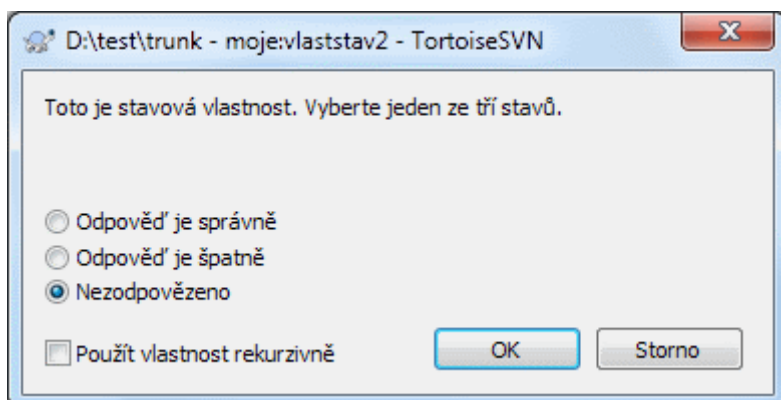 D:\test\trunk - moje:vlaststav2 - TortoiseSVN
Toto je stavová vlastnost. Vyberte jeden ze tří stavů.
Odpověď je správně
Odpověď je špatně
Nezodpovězeno
Použít vlastnost rekurzivně
OK
Storno